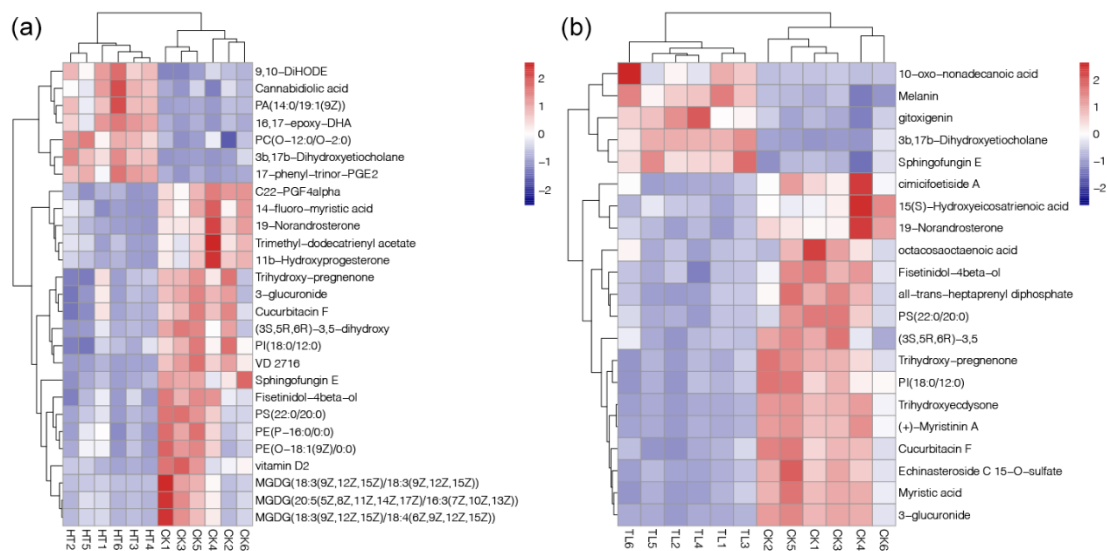 (a)
9,10-DiHODE
Cannabidiolic acid
PA(14:0/19:1(9Z))
16,17-epoxy-DHA
PC(O-12:0/O-2:0)
3b,17b-Dihydroxyetiocholane
17-phenyl-trinor-PGE2
C22-PGF4alpha
14-fluoro-myristic acid
19-Norandrosterone
Trimethyl-dodecatrienyl acetate
11b-Hydroxyprogesterone
Trihydroxy-pregnenone
3-glucuronide
Cucurbitacin F
(3S,5R,6R)-3,5-dihydroxy
PI(18:0/12:0)
VD 2716
Sphingofungin E
Fisetinidol-4beta-ol
PS(22:0/20:0)
PE(P-16:0/0:0)
PE(O-18:1(9Z)/0:0)
vitamin D2
MGDG(18:3(9Z,12Z,15Z)/18:3(9Z,12Z,15Z))
MGDG(20:5(5Z,8Z,11Z,14Z,17Z)/16:3(7Z,10Z,13Z))
MGDG(18:3(9Z,12Z,15Z)/18:4(6Z,9Z,12Z,15Z))
HT2 HT5 HT1 HT6 HT3 HT4 CK1 CK3 CK5 CK4 CK2 CK6
2
1
0
-1
-2
(b)
10-oxo-nonadecanoic acid
Melanin
gitoxigenin
3b,17b-Dihydroxyetiocholane
Sphingofungin E
cimicifoetiside A
15(S)-Hydroxyeicosatrienoic acid
19-Norandrosterone
octacosaoctaenoic acid
Fisetinidol-4beta-ol
all-trans-heptaprenyl diphosphate
PS(22:0/20:0)
(3S,5R,6R)-3,5
Trihydroxy-pregnenone
PI(18:0/12:0)
Trihydroxyecdysone
(+)-Myristinin A
Cucurbitacin F
Echinasteroside C 15-O-sulfate
Myristic acid
3-glucuronide
TL6 TL5 TL2 TL4 TL1 TL3 CK2 CK5 CK1 CK3 CK4 CK6
2
1
0
-1
-2